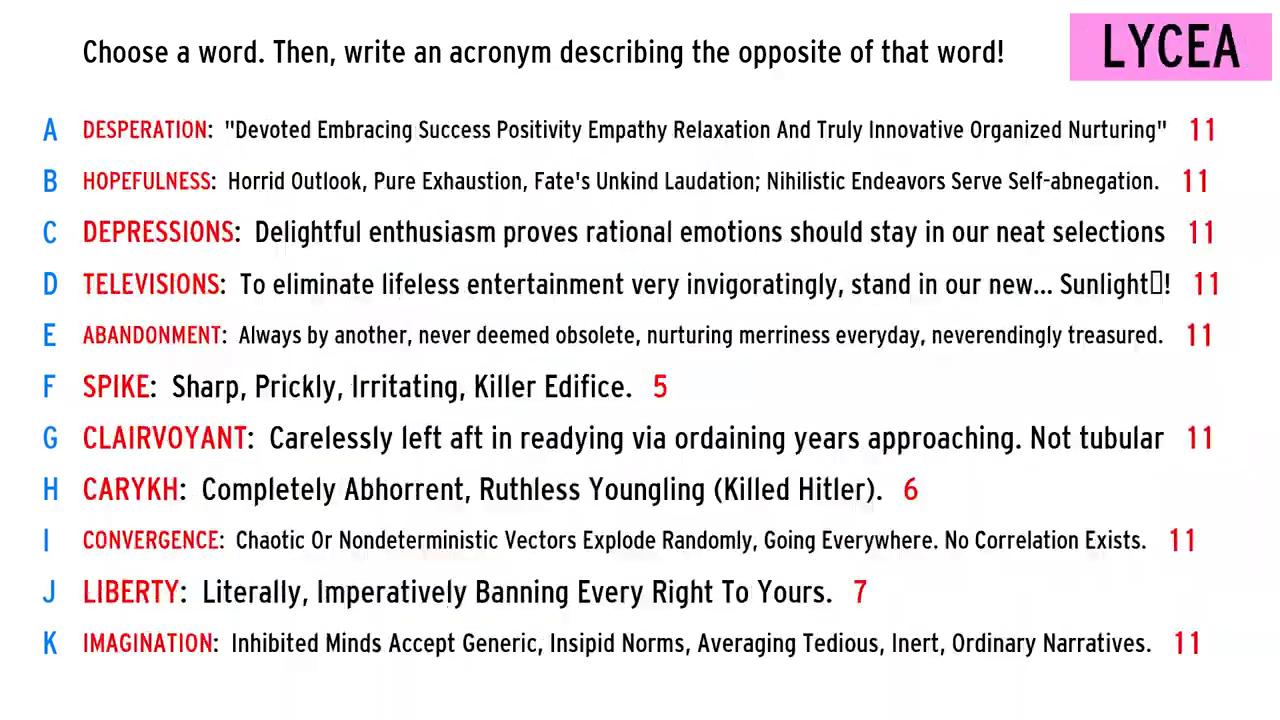 Choose a word. Then, write an acronym describing the opposite of that word!
LYCEA
A DESPERATION: "Devoted Embracing Success Positivity Empathy Relaxation And Truly Innovative Organized Nurturing" 11
B HOPEFULNESS: Horrid Outlook, Pure Exhaustion, Fate's Unkind Laudation; Nihilistic Endeavors Serve Self-abnegation. 11
C DEPRESSIONS: Delightful enthusiasm proves rational emotions should stay in our neat selections 11
D TELEVISIONS: To eliminate lifeless entertainment very invigoratingly, stand in our new... Sunlight▯! 11
E ABANDONMENT: Always by another, never deemed obsolete, nurturing merriness everyday, neverendingly treasured. 11
F SPIKE: Sharp, Prickly, Irritating, Killer Edifice. 5
G CLAIRVOYANT: Carelessly left aft in readying via ordaining years approaching. Not tubular 11
H CARYKH: Completely Abhorrent, Ruthless Youngling (Killed Hitler). 6
I CONVERGENCE: Chaotic Or Nondeterministic Vectors Explode Randomly, Going Everywhere. No Correlation Exists. 11
J LIBERTY: Literally, Imperatively Banning Every Right To Yours. 7
K IMAGINATION: Inhibited Minds Accept Generic, Insipid Norms, Averaging Tedious, Inert, Ordinary Narratives. 11